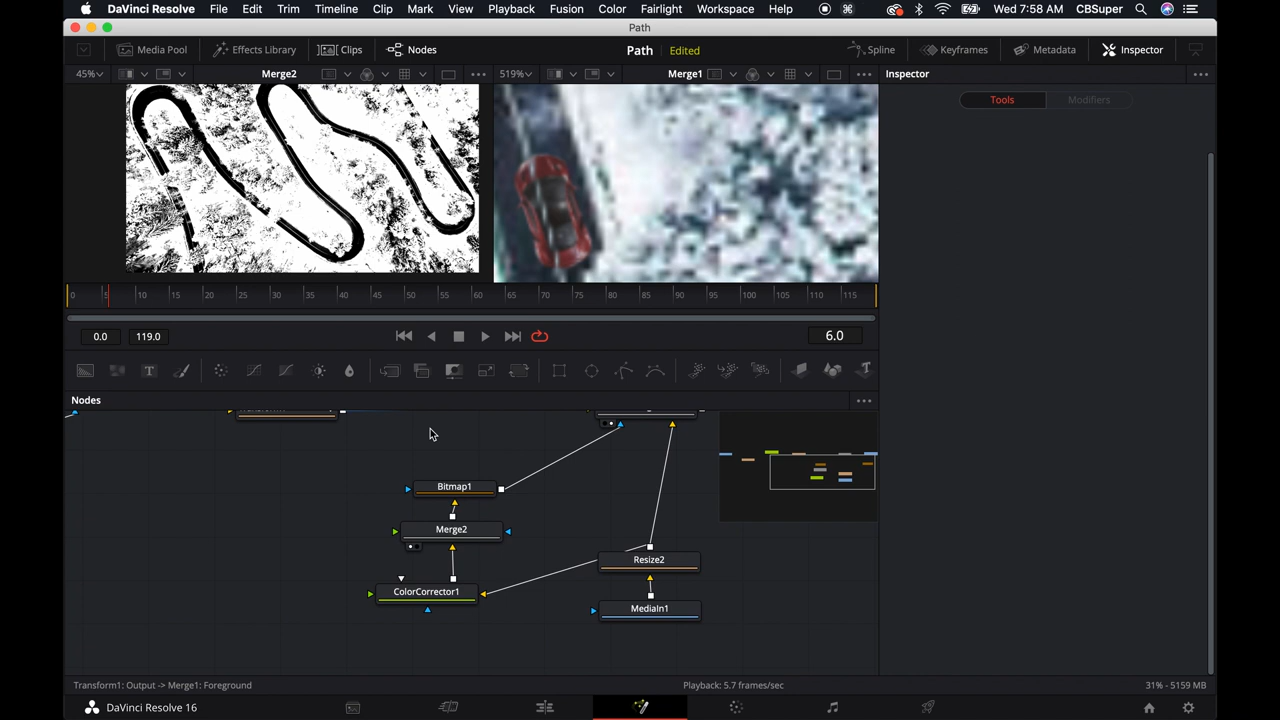 DaVinci Resolve File Edit Trim Timeline Clip Mark View Playback Fusion Color Fairlight Workspace Help Wed 7:58 AM CBSuper
Path
Media Pool Effects Library Clips Nodes Path Edited Spline Keyframes Metadata Inspector
45% Merge2 519% Merge1 Inspector
Tools Modifiers
0 5 10 15 20 25 30 35 40 45 50 55 60 65 70 75 80 85 90 95 100 105 110 115
0.0 119.0 6.0
T
Nodes
Bitmap1
Merge2
Resize2
ColorCorrector1
MediaIn1
Transform1: Output -> Merge1: Foreground Playback: 5.7 frames/sec 31% - 5159 MB
DaVinci Resolve 16